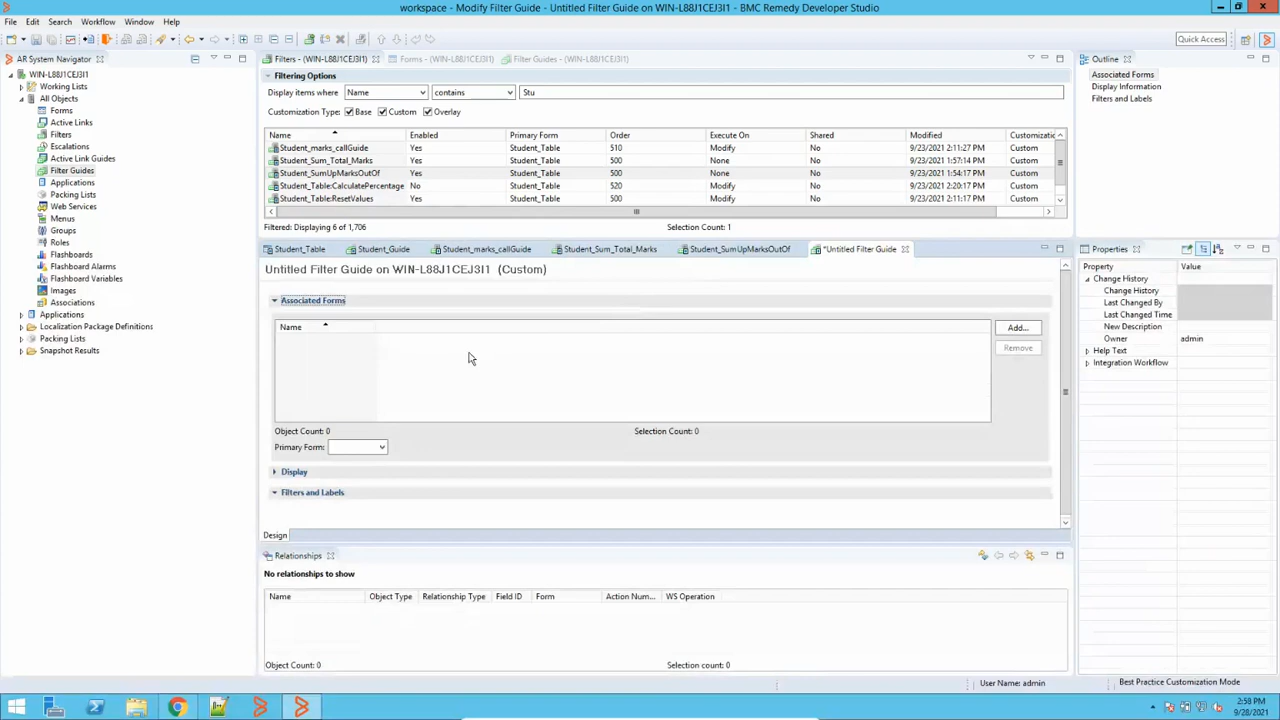 workspace - Modify Filter Guide - Untitled Filter Guide on WIN-L88J1CEJ3I1 - BMC Remedy Developer Studio
File Edit Search Workflow Window Help
Quick Access
AR System Navigator
WIN-L88J1CEJ3I1
Working Lists
All Objects
Forms
Active Links
Filters
Escalations
Active Link Guides
Filter Guides
Applications
Packing Lists
Web Services
Menus
Groups
Roles
Flashboards
Flashboard Alarms
Flashboard Variables
Images
Associations
Applications
Localization Package Definitions
Packing Lists
Snapshot Results
Filters - (WIN-L88J1CEJ3I1) Forms - (WIN-L88J1CEJ3I1) Filter Guides - (WIN-L88J1CEJ3I1)
Filtering Options
Display items where Name contains Stu
Customization Type: Base Custom Overlay
Name Enabled Primary Form Order Execute On Shared Modified Customizatic
Student_marks_callGuide Yes Student_Table 510 Modify No 9/23/2021 2:11:27 PM Custom
Student_Sum_Total_Marks Yes Student_Table 500 None No 9/23/2021 1:57:14 PM Custom
Student_SumUpMarksOutOf Yes Student_Table 500 None No 9/23/2021 1:54:17 PM Custom
Student_Table:CalculatePercentage No Student_Table 520 Modify No 9/23/2021 2:20:17 PM Custom
Student_Table:ResetValues Yes Student_Table 500 Modify No 9/23/2021 2:11:17 PM Custom
Filtered: Displaying 6 of 1,706 Selection Count: 1
Student_Table Student_Guide Student_marks_callGuide Student_Sum_Total_Marks Student_SumUpMarksOutOf *Untitled Filter Guide
Untitled Filter Guide on WIN-L88J1CEJ3I1 (Custom)
Associated Forms
Name
Add...
Remove
Object Count: 0 Selection Count: 0
Primary Form:
Display
Filters and Labels
Design
Relationships
No relationships to show
Name Object Type Relationship Type Field ID Form Action Num... WS Operation
Object Count: 0 Selection count: 0
Outline
Associated Forms
Display Information
Filters and Labels
Properties
Property Value
Change History
Change History
Last Changed By
Last Changed Time
New Description
Owner admin
Help Text
Integration Workflow
User Name: admin Best Practice Customization Mode
2:58 PM
9/28/2021